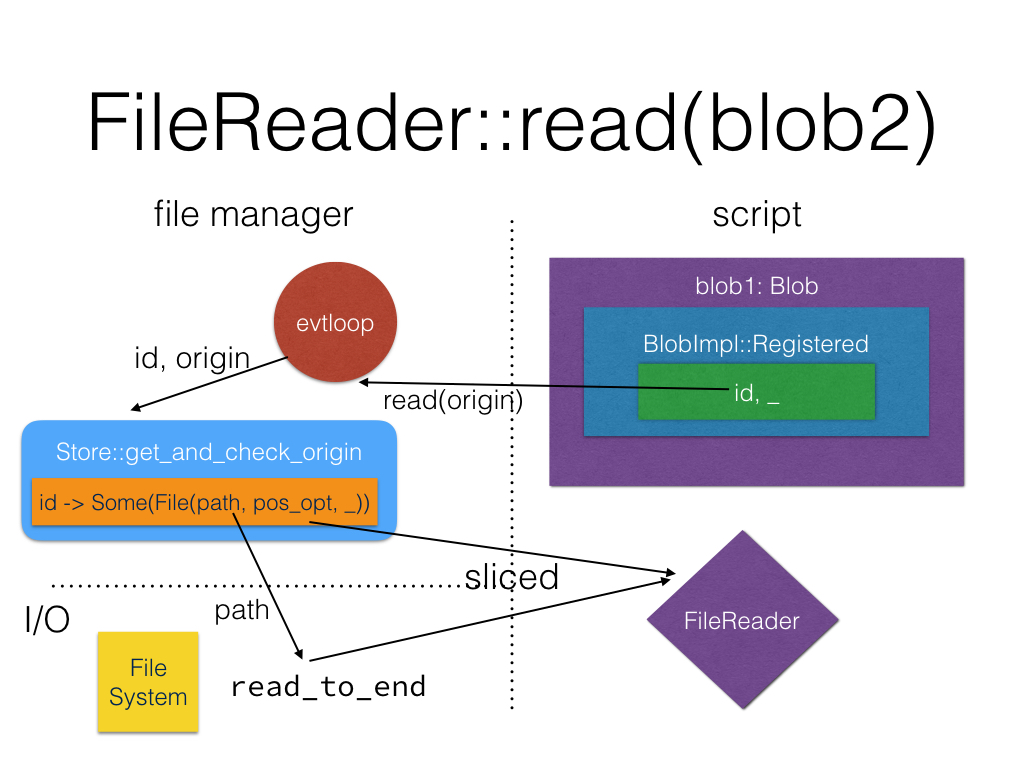 FileReader::read(blob2)
file manager
script
blob1: Blob
evtloop
BlobImpl::Registered
id, origin
id, _
read(origin)
Store::get_and_check_origin
id -> Some(File(path, pos_opt, _))
sliced
I/O
path
FileReader
File
System
read_to_end